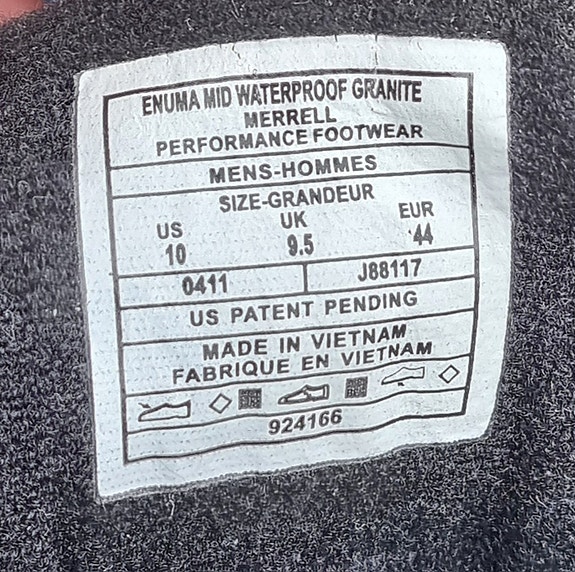 ENUMA MID WATERPROOF GRANITE
MERRELL
PERFORMANCE FOOTWEAR
MENS-HOMMES
SIZE-GRANDEUR
US UK EUR
10 9.5 44
0411 J88117
US PATENT PENDING
MADE IN VIETNAM
FABRIQUE EN VIETNAM
924166